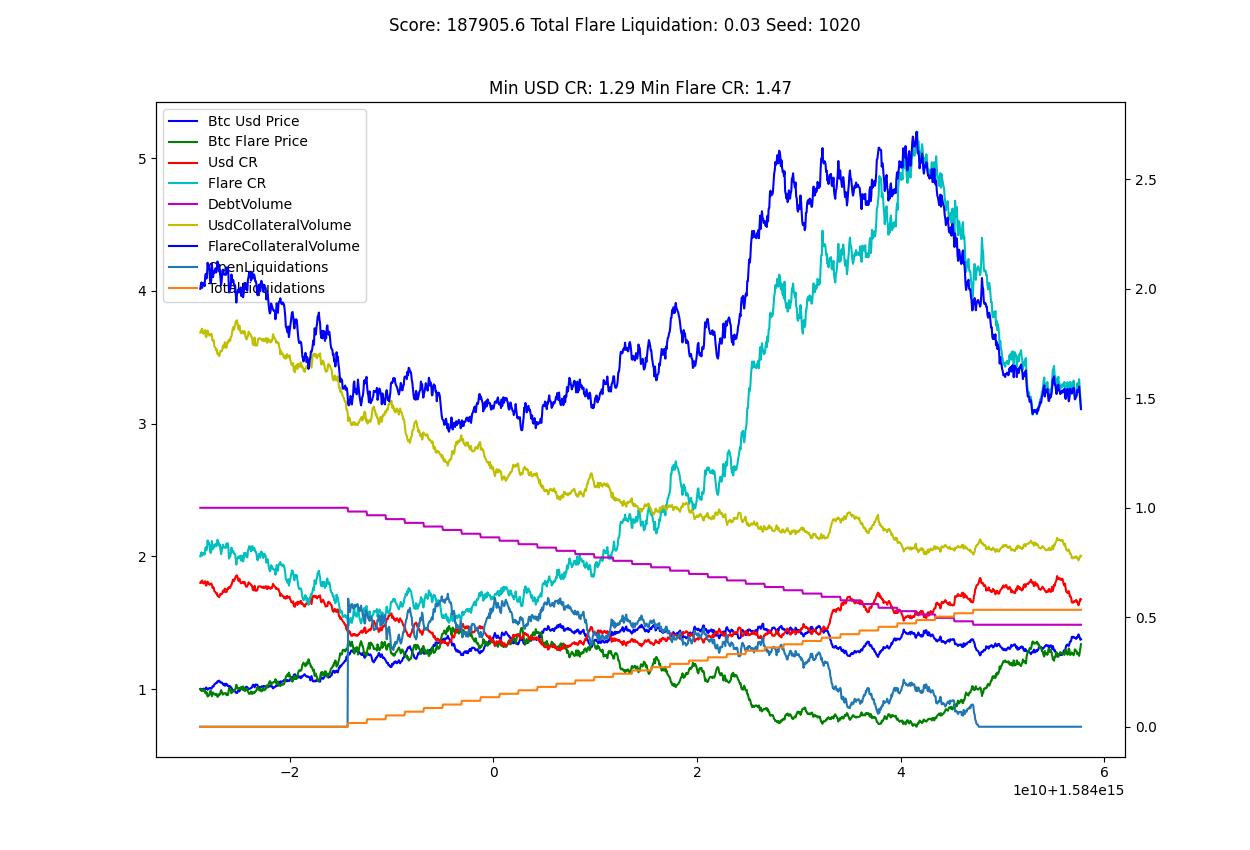 Score: 187905.6 Total Flare Liquidation: 0.03 Seed: 1020
Min USD CR: 1.29 Min Flare CR: 1.47
Btc Usd Price
Btc Flare Price
Usd CR
Flare CR
DebtVolume
UsdCollateralVolume
FlareCollateralVolume
OpenLiquidations
TotalLiquidations
5
4
3
2
1
2.5
2.0
1.5
1.0
0.5
0.0
−2
0
2
4
6
1e10+1.584e15